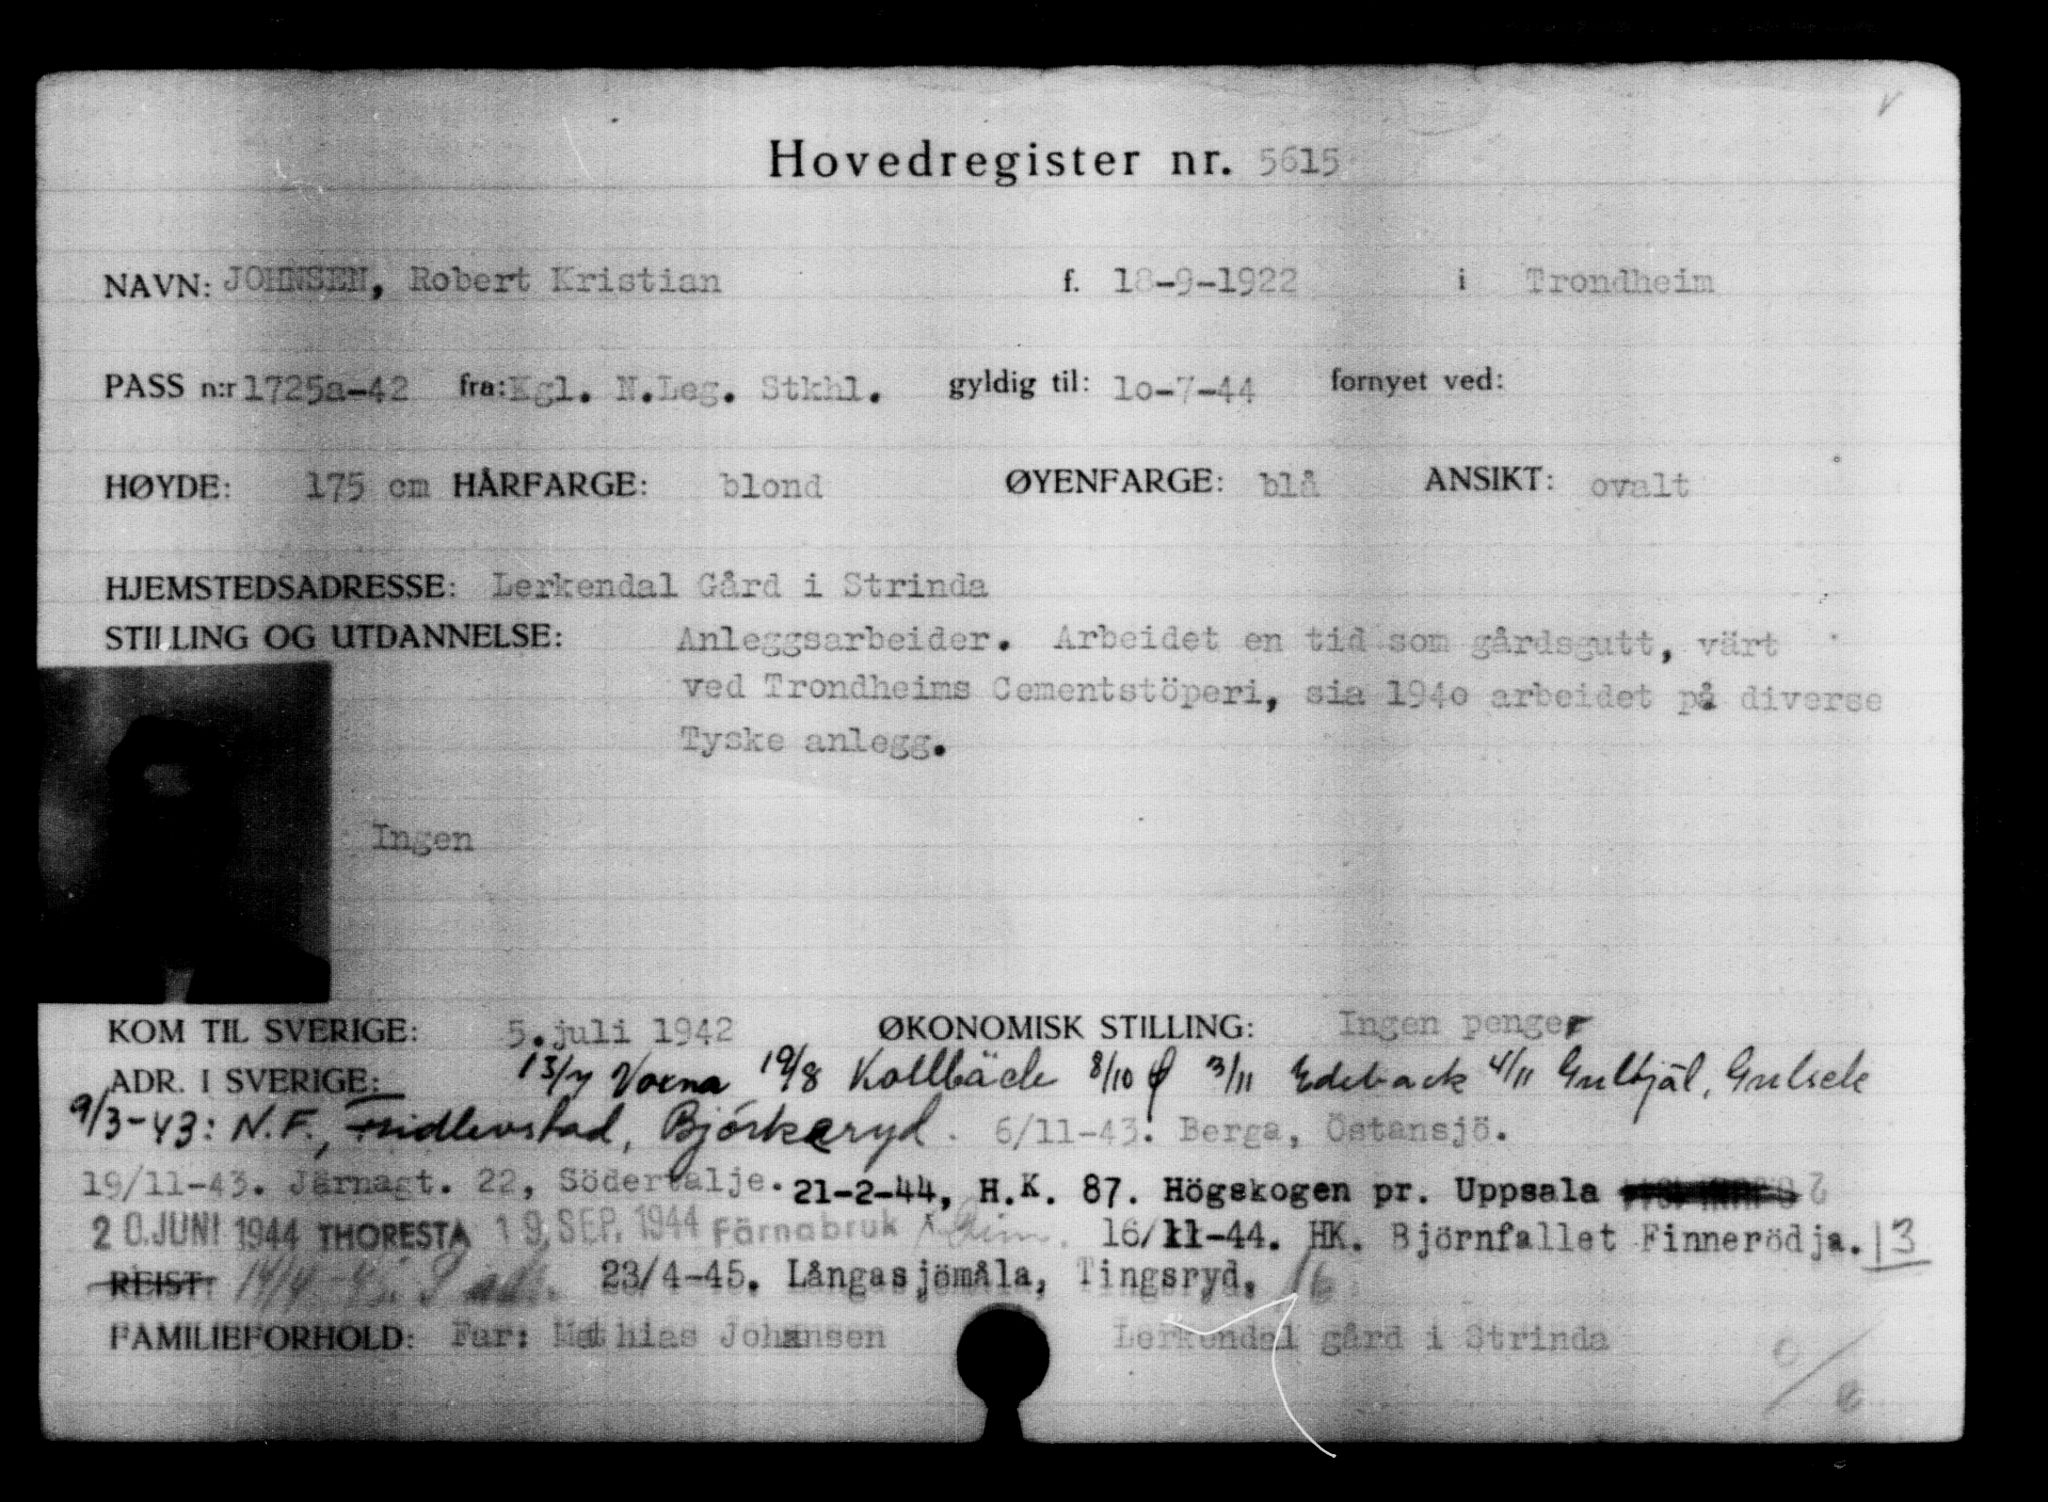 Hovedregister nr. 5615
NAVN: JOHNSEN, Robert Kristian f. 18-9-1922 i Trondheim
PASS n:r 1725a-42 fra: Kgl. N.Leg. Stkhl. gyldig til: 1o-7-44 fornyet ved:
HØYDE: 175 cm HÅRFARGE: blond ØYENFARGE: blå ANSIKT: ovalt
HJEMSTEDSADRESSE: Lerkendal Gård i Strinda
STILLING OG UTDANNELSE: Anleggsarbeider. Arbeidet en tid som gårdsgutt, värt
ved Trondheims Cementstöperi, sia 194o arbeidet på diverse
Tyske anlegg.
Ingen
KOM TIL SVERIGE: 5.juli 1942 ØKONOMISK STILLING: Ingen penger
ADR. I SVERIGE: 13/7 Voxna 19/8 Kollbäck 8/10 3/11 Edeback 4/11
9/3-43: N.F., Fridlevstad, Björkeryd. 6/11-43. Berga, Östansjö.
19/11-43. Järnagt. 22, Södertälje. 21-2-44, H.K. 87. Högskogen pr. Uppsala
20. JUNI 1944 THORESTA 19. SEP. 1944 Färnabruk 16/11-44. HK. Björnfallet Finnerödja. 13
REIST: 14/4-45. 23/4-45. Långasjömåla, Tingsryd. 16
FAMILIEFORHOLD: Far: Mathias Johansen Lerkendal gård i Strinda